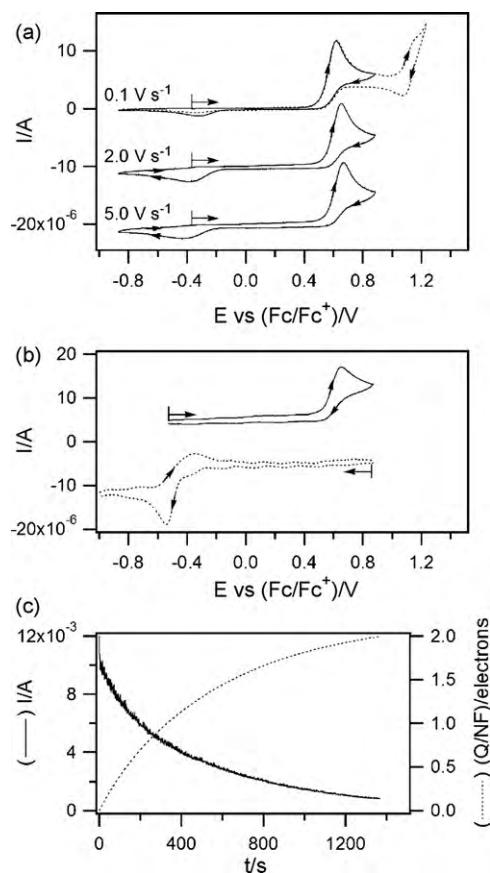 (a)
10
0
-10
-20x10-6
I/A
0.1 V s-1
2.0 V s-1
5.0 V s-1
-0.8 -0.4 0.0 0.4 0.8 1.2
E vs (Fc/Fc+)/V
(b)
20
10
0
-10
-20x10-6
I/A
-0.8 -0.4 0.0 0.4 0.8 1.2
E vs (Fc/Fc+)/V
(c)
12x10-3
8
4
0
(—) I/A
2.0
1.5
1.0
0.5
0.0
(......) (Q/NF)/electrons
0 400 800 1200
t/s